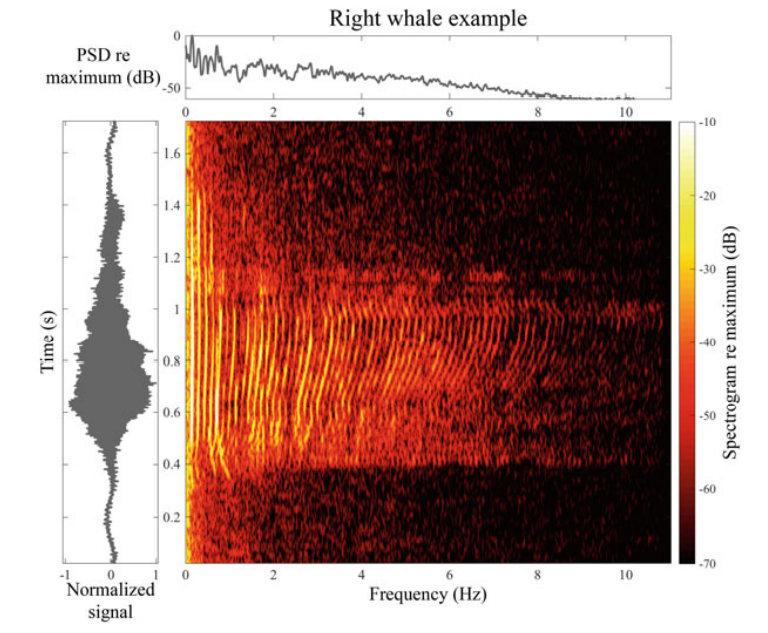 Right whale example
PSD re
maximum (dB)
0
-50
0 2 4 6 8 10
Time (s)
1.6
1.4
1.2
1
0.8
0.6
0.4
0.2
-10
-20
-30
-40
-50
-60
-70
Spectrogram re maximum (dB)
-1 0 1
Normalized
signal
0 2 4 6 8 10
Frequency (Hz)